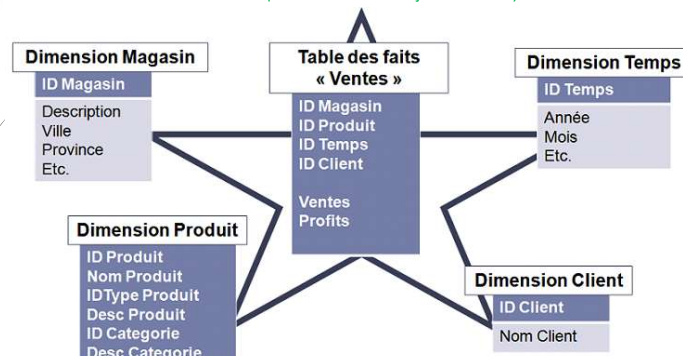 Dimension Magasin
ID Magasin
Description
Ville
Province
Etc.
Table des faits
« Ventes »
ID Magasin
ID Produit
ID Temps
ID Client
Ventes
Profits
Dimension Temps
ID Temps
Année
Mois
Etc.
Dimension Produit
ID Produit
Nom Produit
IDType Produit
Desc Produit
ID Categorie
Desc Categorie
Dimension Client
ID Client
Nom Client